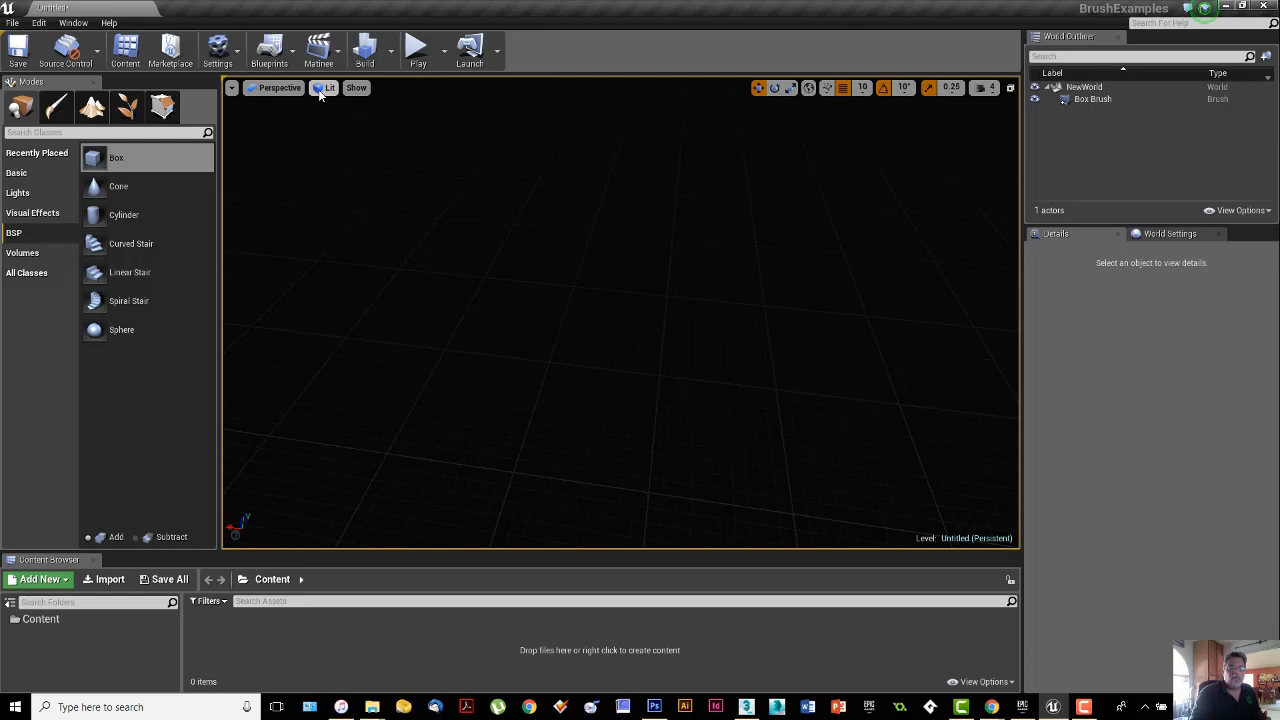 Untitled*
BrushExamples
File Edit Window Help
Search For Help
Save Source Control Content Marketplace Settings Blueprints Matinee Build Play Launch
Modes
Search Classes
Recently Placed
Basic
Lights
Visual Effects
BSP
Volumes
All Classes
Box
Cone
Cylinder
Curved Stair
Linear Stair
Spiral Stair
Sphere
Add Subtract
Perspective Lit Show
10 10° 0.25 4
Level: Untitled (Persistent)
World Outliner
Search
Label Type
NewWorld World
Box Brush Brush
1 actors View Options
Details World Settings
Select an object to view details.
Content Browser
Add New Import Save All Content
Search Folders
Content
Filters Search Assets
Drop files here or right click to create content
0 items View Options
Type here to search